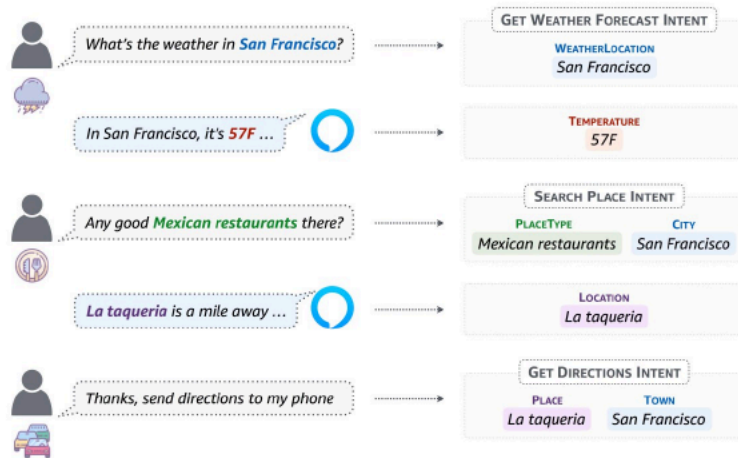 GET WEATHER FORECAST INTENT
What's the weather in San Francisco?
WEATHERLOCATION
San Francisco
In San Francisco, it's 57F ...
TEMPERATURE
57F
SEARCH PLACE INTENT
Any good Mexican restaurants there?
PLACETYPE CITY
Mexican restaurants San Francisco
La taqueria is a mile away ...
LOCATION
La taqueria
GET DIRECTIONS INTENT
Thanks, send directions to my phone
PLACE TOWN
La taqueria San Francisco